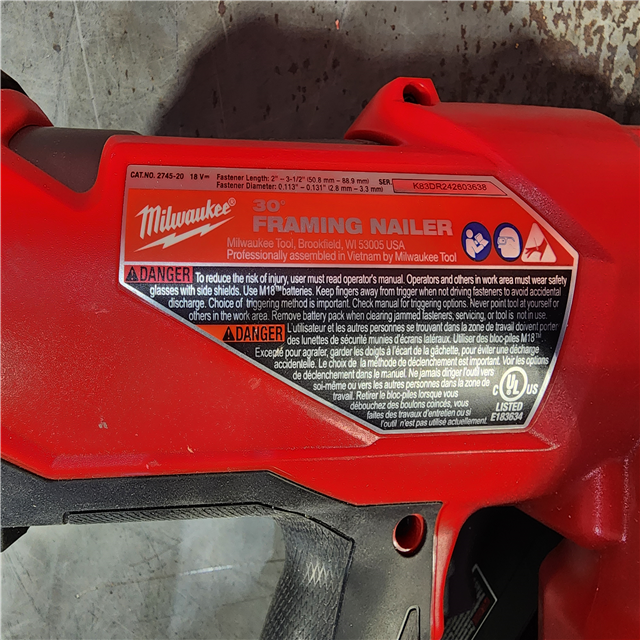 CAT.NO. 2745-20 18 V⎓ Fastener Length: 2" - 3-1/2" (50.8 mm - 88.9 mm) SER.
Fastener Diameter: 0.113" - 0.131" (2.8 mm - 3.3 mm)
K83DR242603638
Milwaukee®
30°
FRAMING NAILER
Milwaukee Tool, Brookfield, WI 53005 USA
Professionally assembled in Vietnam by Milwaukee Tool
DANGER To reduce the risk of injury, user must read operator's manual. Operators and others in work area must wear safety
glasses with side shields. Use M18™ batteries. Keep fingers away from trigger when not driving fasteners to avoid accidental
discharge. Choice of triggering method is important. Check manual for triggering options. Never point tool at yourself or
others in the work area. Remove battery pack when clearing jammed fasteners, servicing, or tool is not in use.
DANGER L'utilisateur et les autres personnes se trouvant dans la zone de travail doivent porter
des lunettes de sécurité munies d'écrans latéraux. Utiliser des bloc-piles M18™.
Excepté pour agrafer, garder les doigts à l'écart de la gâchette, pour éviter une décharge
accidentelle. Le choix de la méthode de déclenchement est important. Voir les options
de déclenchement dans le manuel. Ne jamais diriger l'outil vers
soi-même ou vers les autres personnes dans la zone de
travail. Retirer le bloc-piles lorsque vous
débouchez des boulons coincés, vous
faites des travaux d'entretien ou si
l'outil n'est pas utilisé actuellement.
C UL US
LISTED
E183634